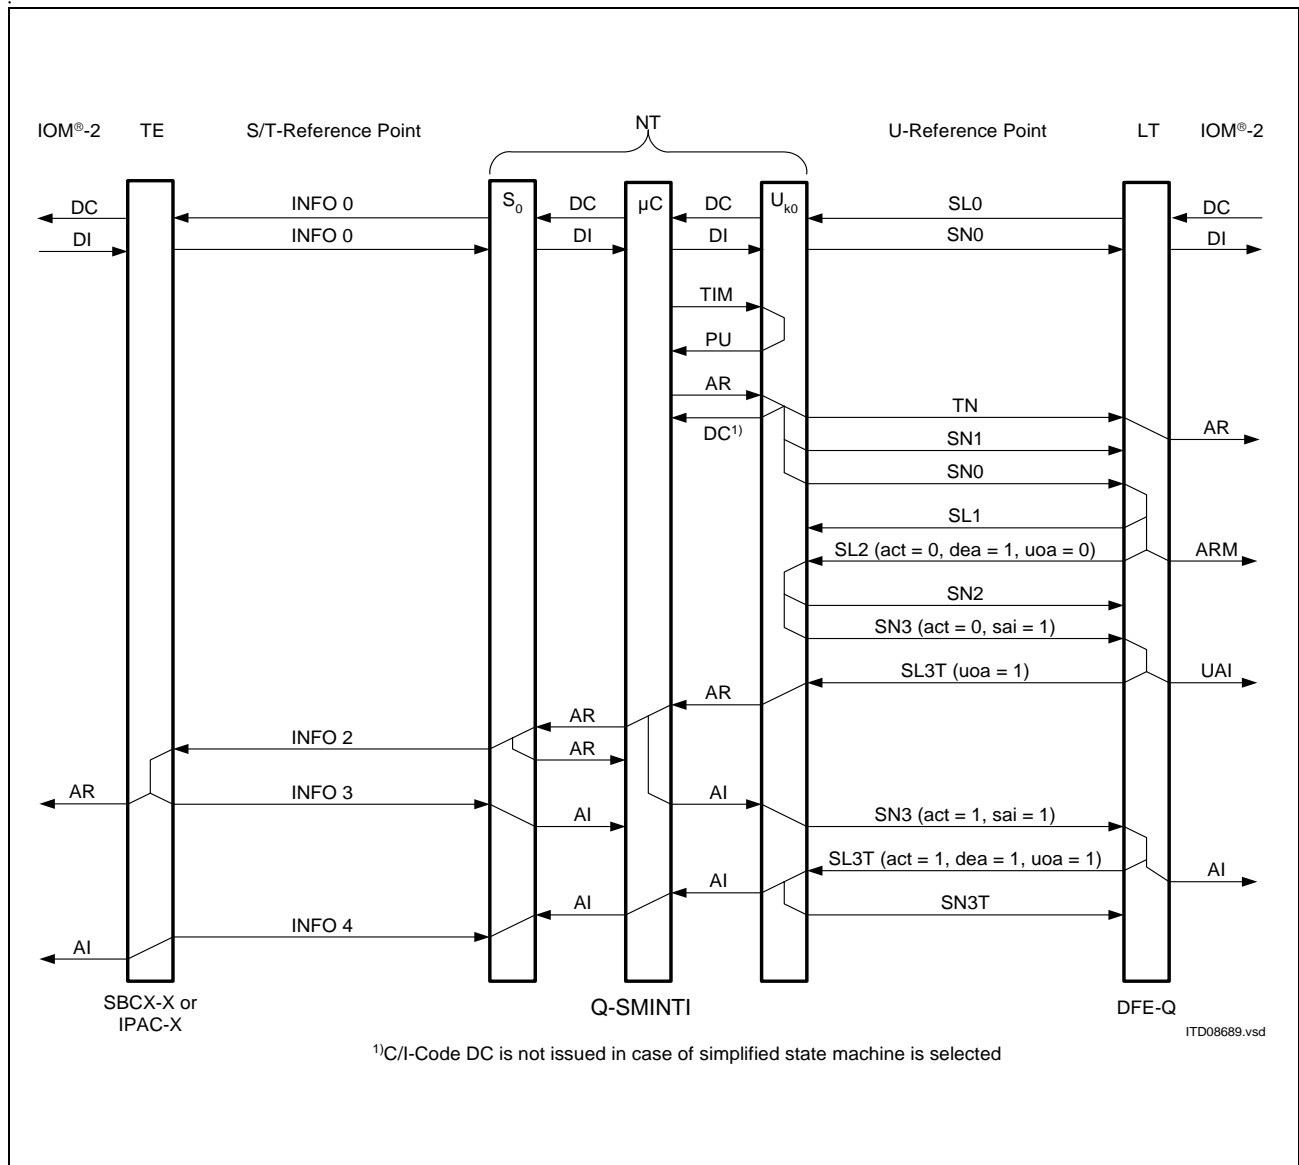 .
NT
IOM®-2 TE S/T-Reference Point U-Reference Point LT IOM®-2
S0 µC Uk0
DC INFO 0 DC DC SL0 DC
DI INFO 0 DI DI SN0 DI
TIM
PU
AR TN AR
DC1) SN1
SN0
SL1
SL2 (act = 0, dea = 1, uoa = 0) ARM
SN2
SN3 (act = 0, sai = 1)
SL3T (uoa = 1) UAI
AR
AR
INFO 2 AR
AR INFO 3 AI
AI SN3 (act = 1, sai = 1)
SL3T (act = 1, dea = 1, uoa = 1) AI
AI
AI SN3T
AI INFO 4
SBCX-X or Q-SMINTI DFE-Q
IPAC-X
ITD08689.vsd
1)C/I-Code DC is not issued in case of simplified state machine is selected